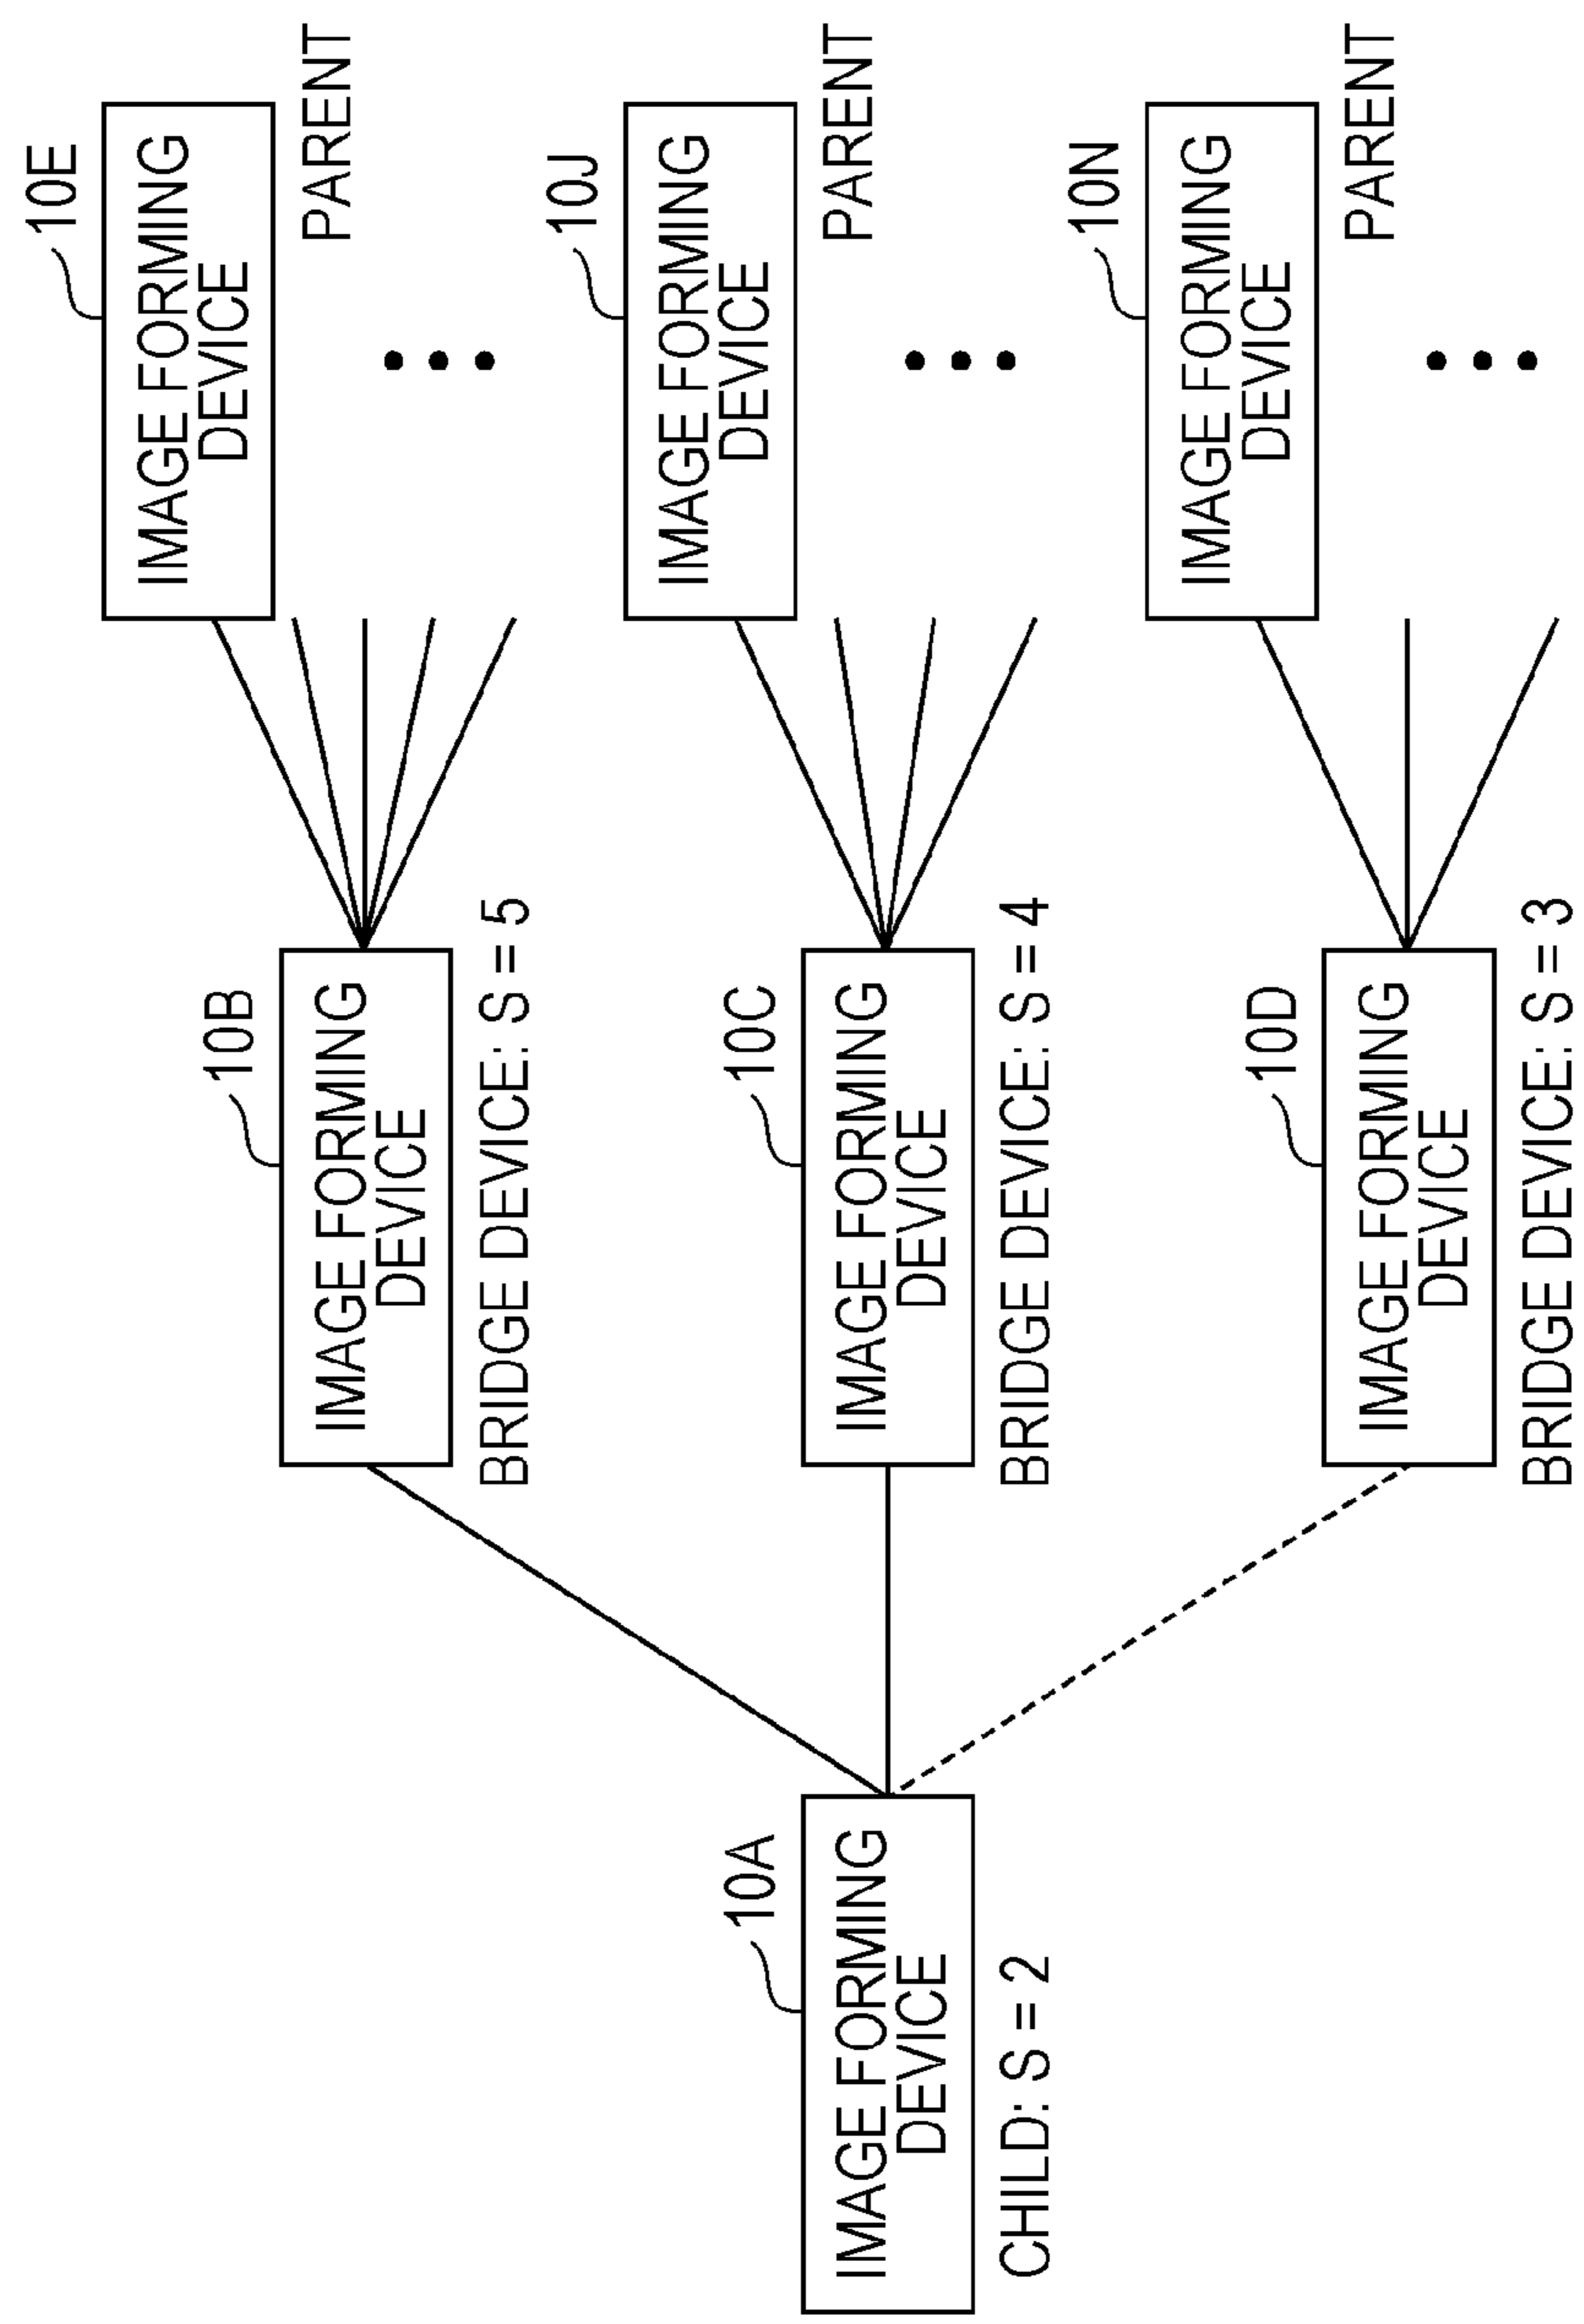 10E
IMAGE FORMING
DEVICE
PARENT
10J
IMAGE FORMING
DEVICE
PARENT
10N
IMAGE FORMING
DEVICE
PARENT
10B
IMAGE FORMING
DEVICE
BRIDGE DEVICE: S = 5
10C
IMAGE FORMING
DEVICE
BRIDGE DEVICE: S = 4
10D
IMAGE FORMING
DEVICE
BRIDGE DEVICE: S = 3
10A
IMAGE FORMING
DEVICE
CHILD: S = 2